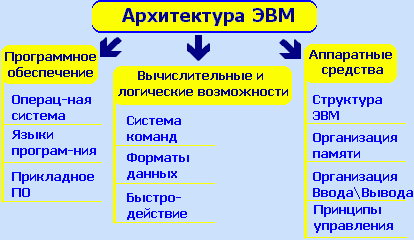 Архитектура ЭВМ
Программное
обеспечение
Операц-ная
система
Языки
програм-ния
Прикладное
ПО
Вычислительные и
логические возможности
Система
команд
Форматы
данных
Быстро-
действие
Аппаратные
средства
Структура
ЭВМ
Организация
памяти
Организация
Ввода\Вывода
Принципы
управления